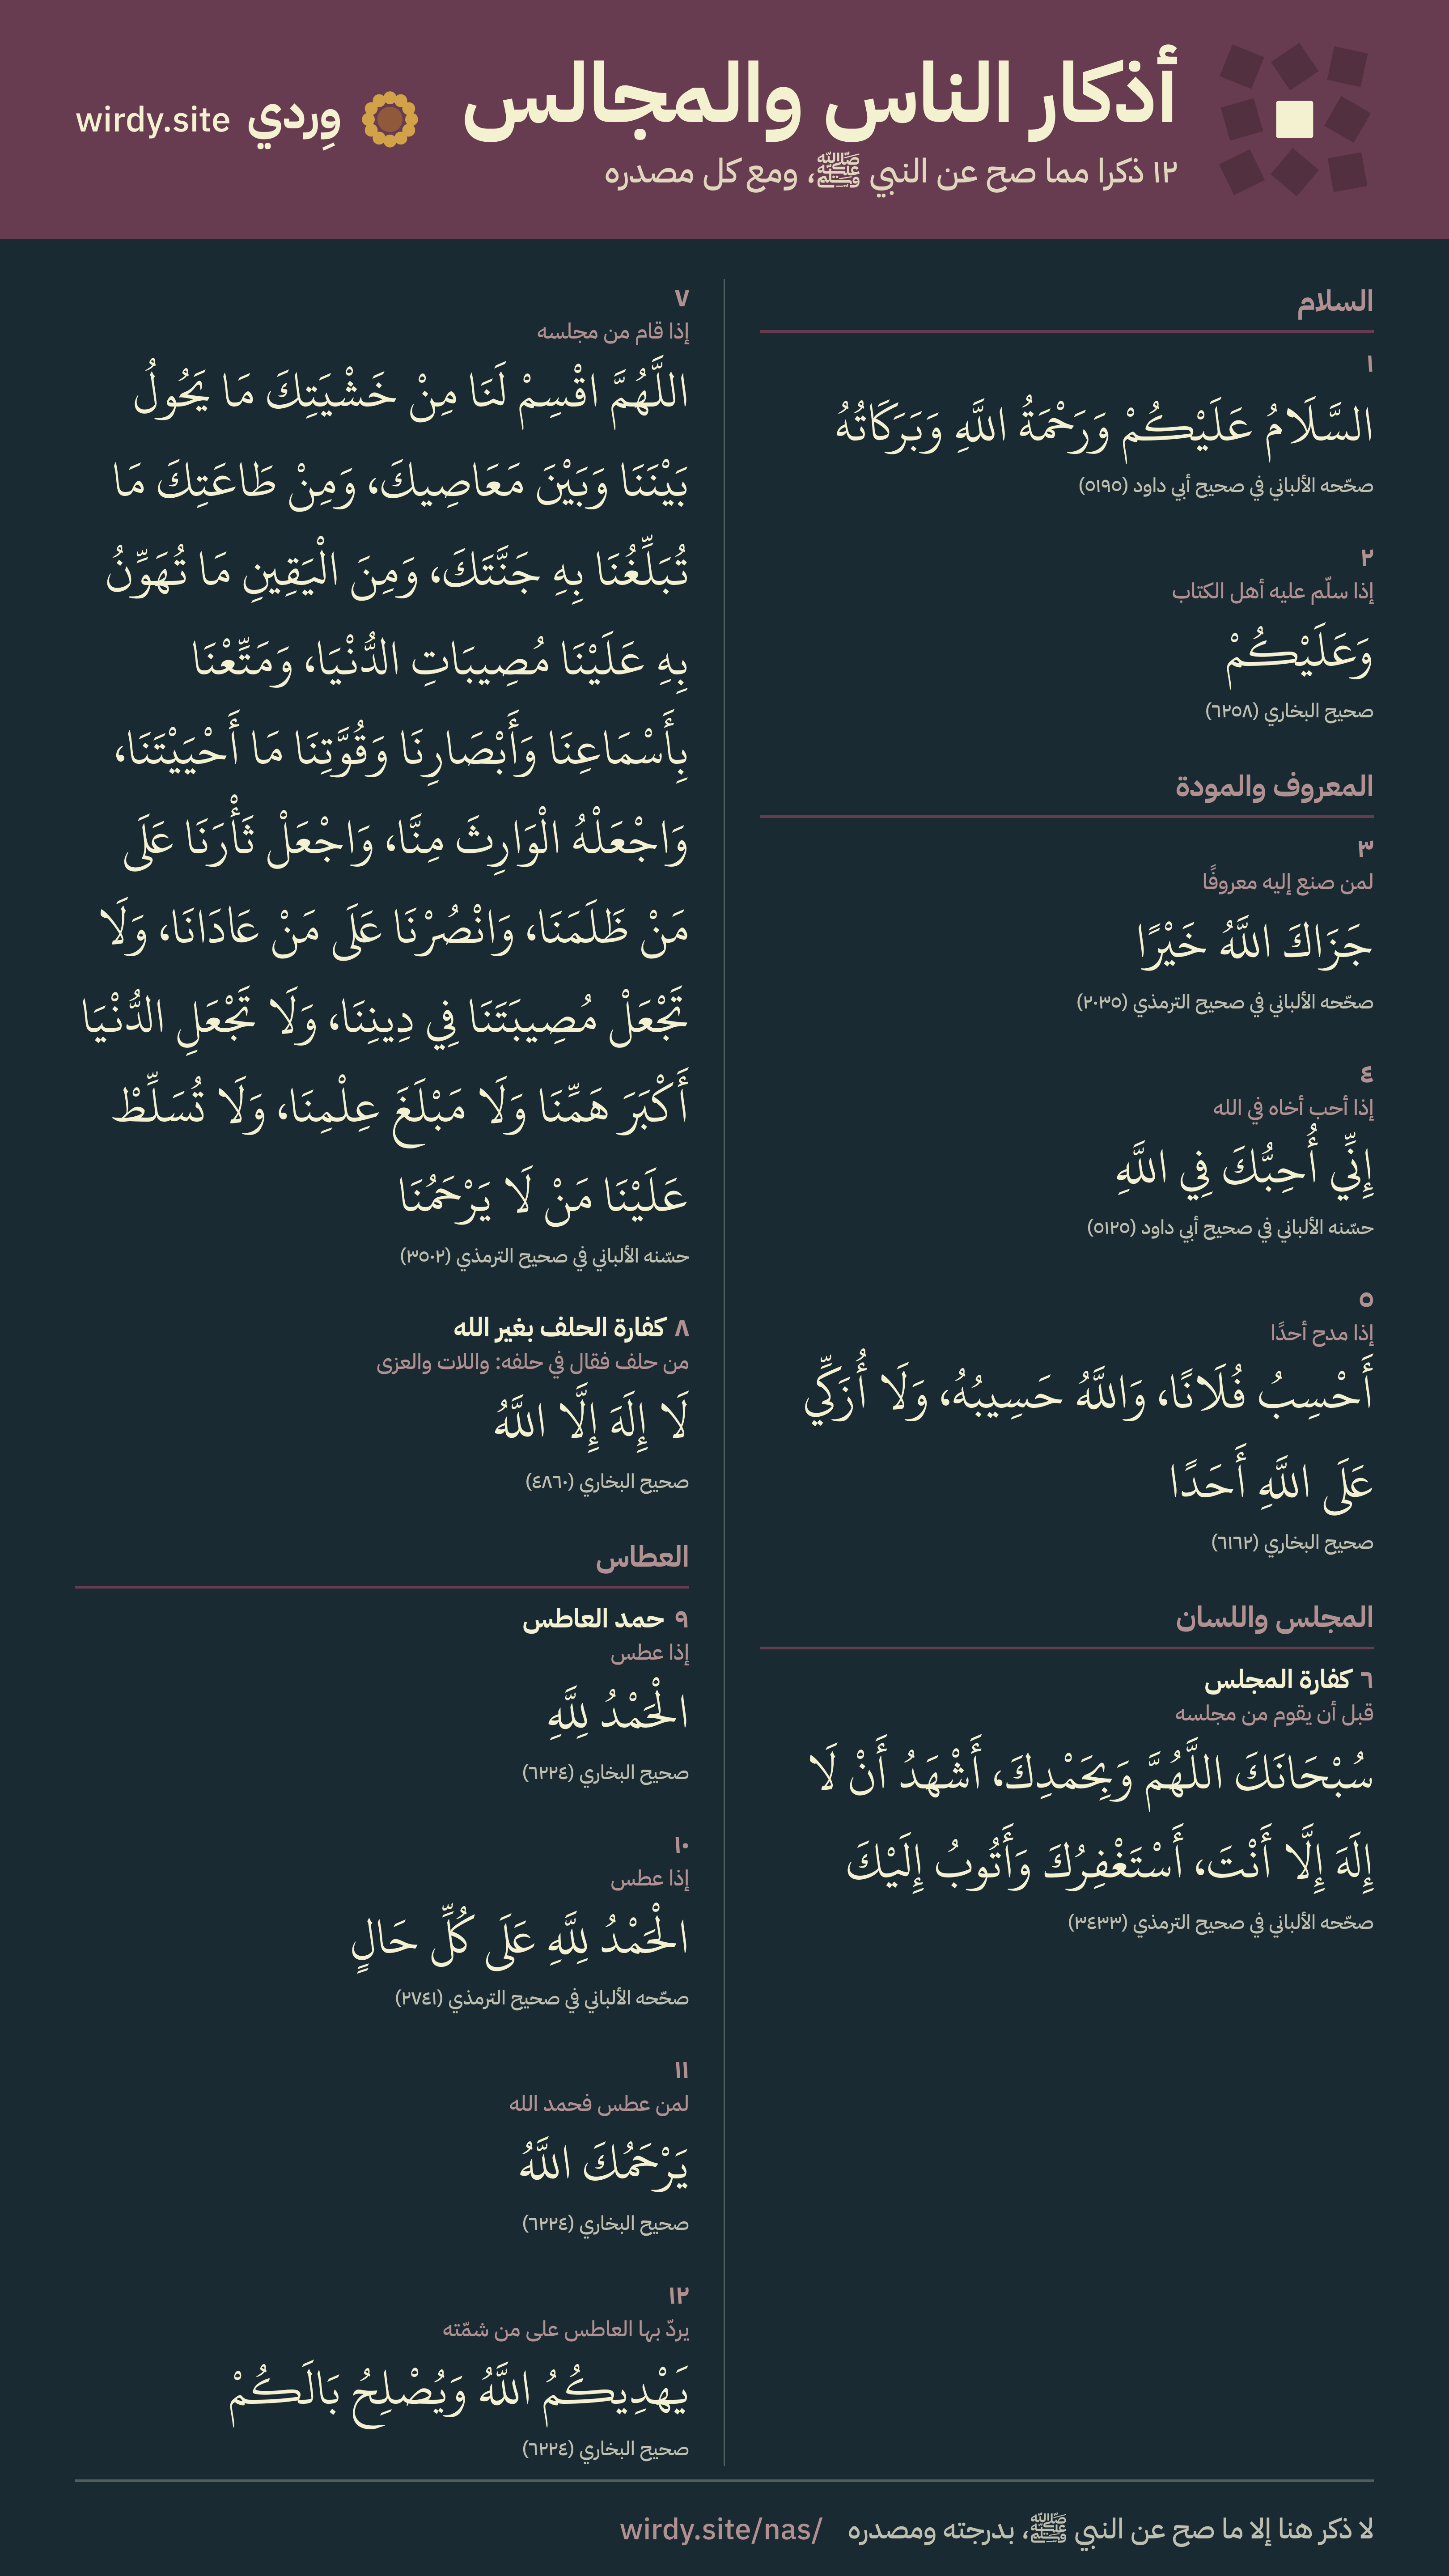 أذكار الناس والمجالس
١٢ ذكرا مما صح عن النبي ﷺ، ومع كل مصدره
وِردي wirdy.site
السلام
١
السَّلَامُ عَلَيْكُمْ وَرَحْمَةُ اللَّهِ وَبَرَكَاتُهُ
صحّحه الألباني في صحيح أبي داود (٥١٩٥)
٢
إذا سلّم عليه أهل الكتاب
وَعَلَيْكُمْ
صحيح البخاري (٦٢٥٨)
المعروف والمودة
٣
لمن صنع إليه معروفًا
جَزَاكَ اللَّهُ خَيْرًا
صحّحه الألباني في صحيح الترمذي (٢٠٣٥)
٤
إذا أحب أخاه في الله
إِنِّي أُحِبُّكَ فِي اللَّهِ
حسّنه الألباني في صحيح أبي داود (٥١٢٥)
٥
إذا مدح أحدًا
أَحْسِبُ فُلَانًا، وَاللَّهُ حَسِيبُهُ، وَلَا أُزَكِّي
عَلَى اللَّهِ أَحَدًا
صحيح البخاري (٦١٦٢)
المجلس واللسان
٦ كفارة المجلس
قبل أن يقوم من مجلسه
سُبْحَانَكَ اللَّهُمَّ وَبِحَمْدِكَ، أَشْهَدُ أَنْ لَا
إِلَهَ إِلَّا أَنْتَ، أَسْتَغْفِرُكَ وَأَتُوبُ إِلَيْكَ
صحّحه الألباني في صحيح الترمذي (٣٤٣٣)
٧
إذا قام من مجلسه
اللَّهُمَّ اقْسِمْ لَنَا مِنْ خَشْيَتِكَ مَا يَحُولُ
بَيْنَنَا وَبَيْنَ مَعَاصِيكَ، وَمِنْ طَاعَتِكَ مَا
تُبَلِّغُنَا بِهِ جَنَّتَكَ، وَمِنَ الْيَقِينِ مَا تُهَوِّنُ
بِهِ عَلَيْنَا مُصِيبَاتِ الدُّنْيَا، وَمَتِّعْنَا
بِأَسْمَاعِنَا وَأَبْصَارِنَا وَقُوَّتِنَا مَا أَحْيَيْتَنَا،
وَاجْعَلْهُ الْوَارِثَ مِنَّا، وَاجْعَلْ ثَأْرَنَا عَلَى
مَنْ ظَلَمَنَا، وَانْصُرْنَا عَلَى مَنْ عَادَانَا، وَلَا
تَجْعَلْ مُصِيبَتَنَا فِي دِينِنَا، وَلَا تَجْعَلِ الدُّنْيَا
أَكْبَرَ هَمِّنَا وَلَا مَبْلَغَ عِلْمِنَا، وَلَا تُسَلِّطْ
عَلَيْنَا مَنْ لَا يَرْحَمُنَا
حسّنه الألباني في صحيح الترمذي (٣٥٠٢)
٨ كفارة الحلف بغير الله
من حلف فقال في حلفه: واللات والعزى
لَا إِلَهَ إِلَّا اللَّهُ
صحيح البخاري (٤٨٦٠)
العطاس
٩ حمد العاطس
إذا عطس
الْحَمْدُ لِلَّهِ
صحيح البخاري (٦٢٢٤)
١٠
إذا عطس
الْحَمْدُ لِلَّهِ عَلَى كُلِّ حَالٍ
صحّحه الألباني في صحيح الترمذي (٢٧٤١)
١١
لمن عطس فحمد الله
يَرْحَمُكَ اللَّهُ
صحيح البخاري (٦٢٢٤)
١٢
يردّ بها العاطس على من شمّته
يَهْدِيكُمُ اللَّهُ وَيُصْلِحُ بَالَكُمْ
صحيح البخاري (٦٢٢٤)
لا ذكر هنا إلا ما صح عن النبي ﷺ، بدرجته ومصدره wirdy.site/nas/